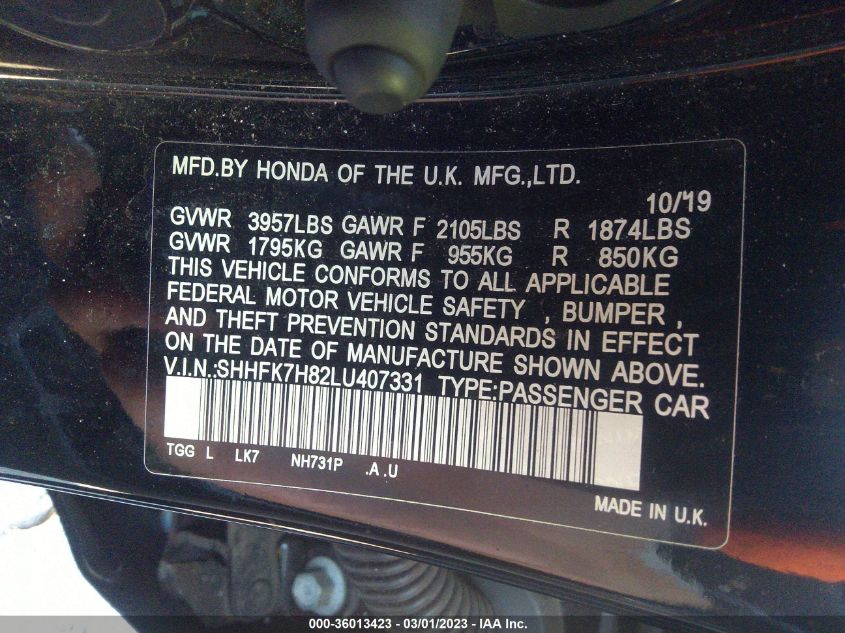 MFD.BY HONDA OF THE U.K. MFG.,LTD.
10/19
GVWR 3957LBS GAWR F 2105LBS R 1874LBS
GVWR 1795KG GAWR F 955KG R 850KG
THIS VEHICLE CONFORMS TO ALL APPLICABLE
FEDERAL MOTOR VEHICLE SAFETY , BUMPER ,
AND THEFT PREVENTION STANDARDS IN EFFECT
ON THE DATE OF MANUFACTURE SHOWN ABOVE.
V.I.N.:SHHFK7H82LU407331 TYPE:PASSENGER CAR
TGG L LK7 NH731P .A .U
MADE IN U.K.
000-36013423 - 03/01/2023 - IAA Inc.